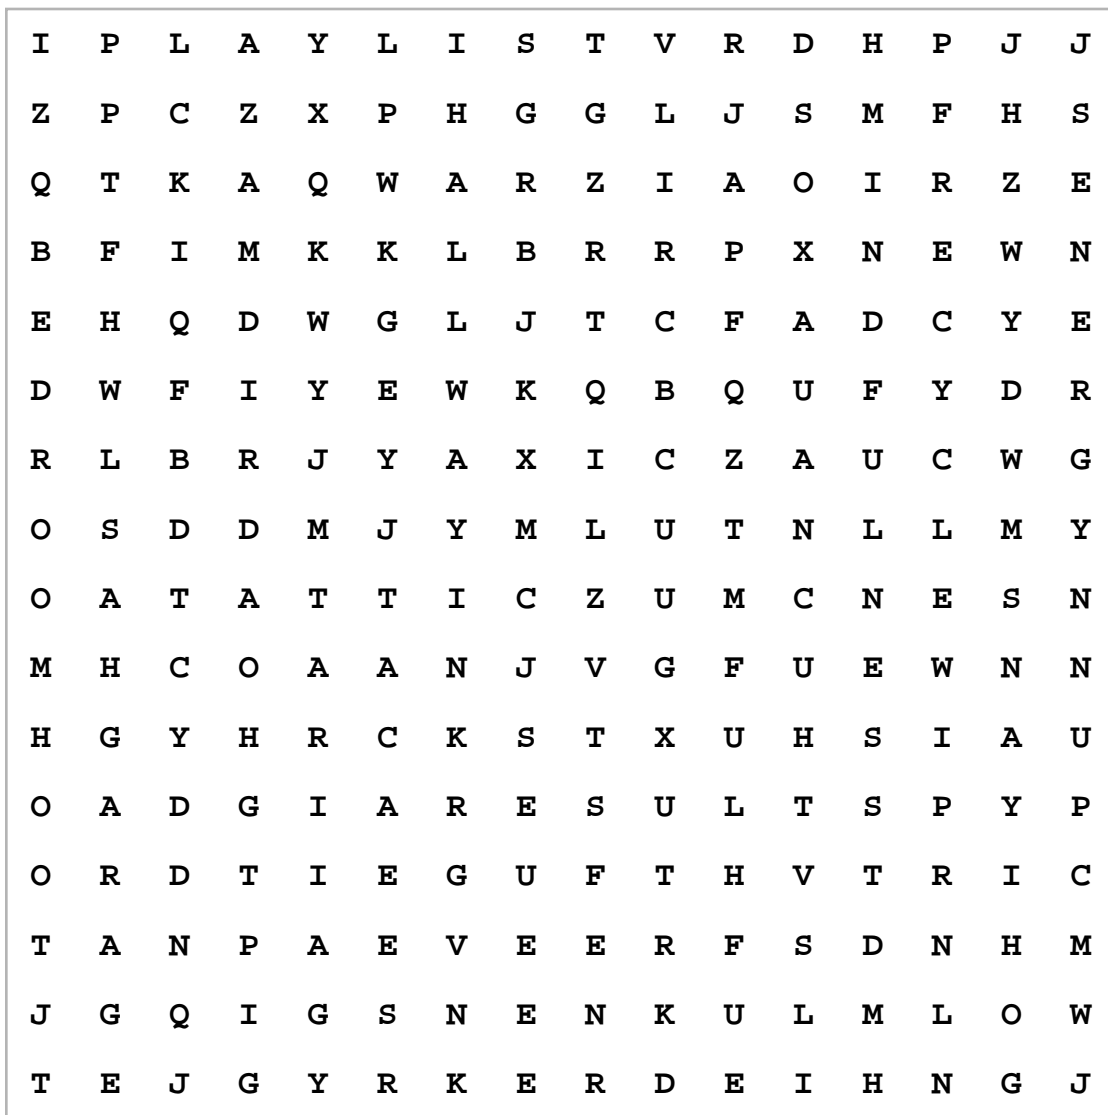 I P L A Y L I S T V R D H P J J
Z P C Z X P H G G L J S M F H S
Q T K A Q W A R Z I A O I R Z E
B F I M K K L B R R P X N E W N
E H Q D W G L J T C F A D C Y E
D W F I Y E W K Q B Q U F Y D R
R L B R J Y A X I C Z A U C W G
O S D D M J Y M L U T N L L M Y
O A T A T T I C Z U M C N E S N
M H C O A A N J V G F U E W N N
H G Y H R C K S T X U H S I A U
O A D G I A R E S U L T S P Y P
O R D T I E G U F T H V T R I C
T A N P A E V E E R F S D N H M
J G Q I G S N E N K U L M L O W
T E J G Y R K E R D E I H N G J